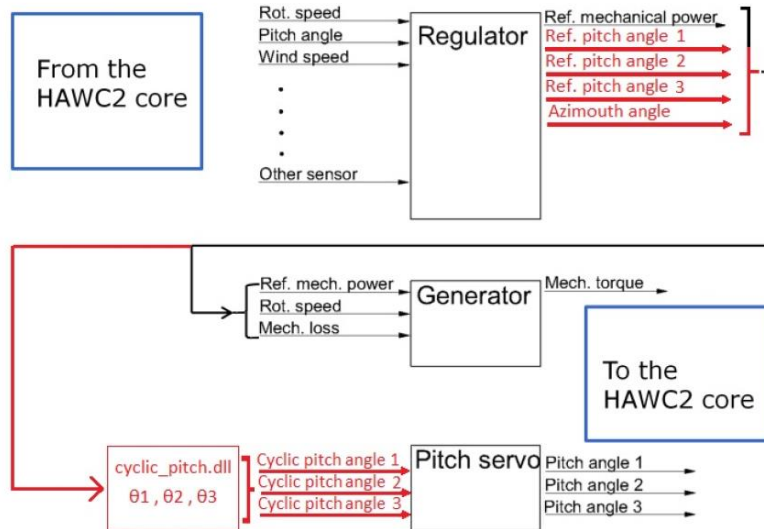 From the
HAWC2 core
Rot. speed
Pitch angle
Wind speed
Other sensor
Regulator
Ref. mechanical power
Ref. pitch angle 1
Ref. pitch angle 2
Ref. pitch angle 3
Azimouth angle
Ref. mech. power
Rot. speed
Mech. loss
Generator
Mech. torque
To the
HAWC2 core
cyclic_pitch.dll
θ1 , θ2 , θ3
Cyclic pitch angle 1
Cyclic pitch angle 2
Cyclic pitch angle 3
Pitch servo
Pitch angle 1
Pitch angle 2
Pitch angle 3